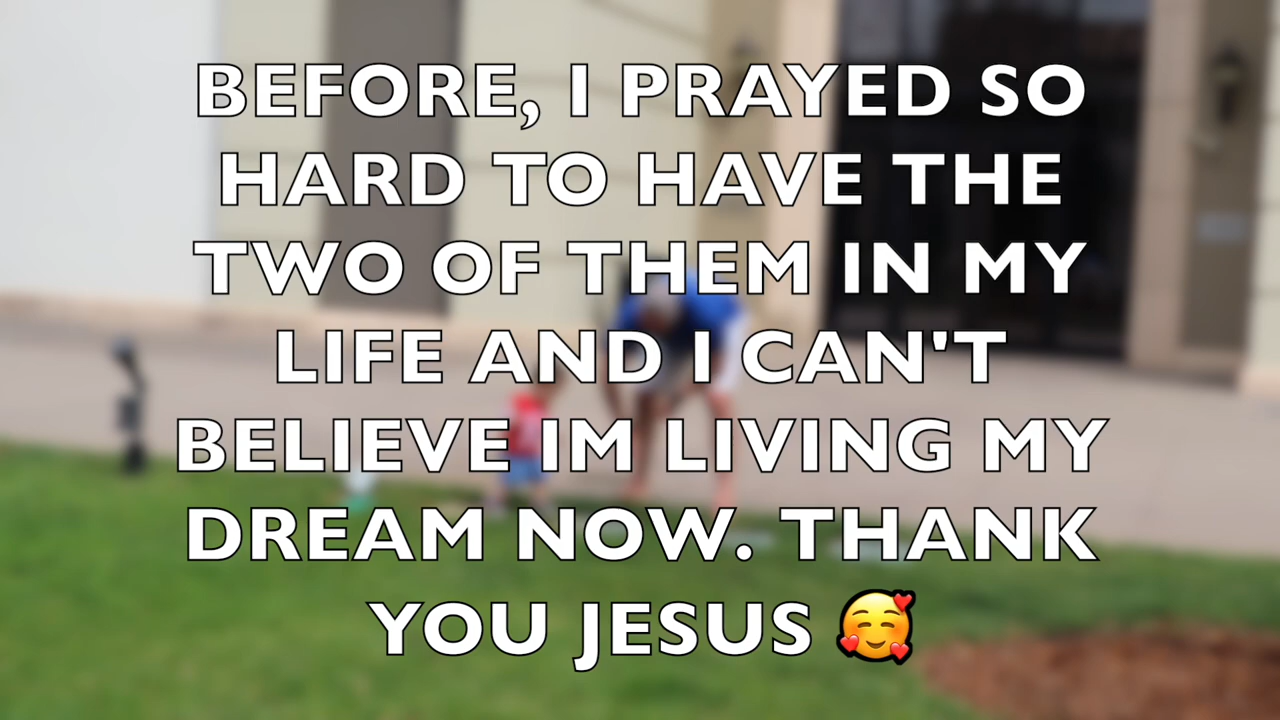 BEFORE, I PRAYED SO
HARD TO HAVE THE
TWO OF THEM IN MY
LIFE AND I CAN'T
BELIEVE IM LIVING MY
DREAM NOW. THANK
YOU JESUS 🥰